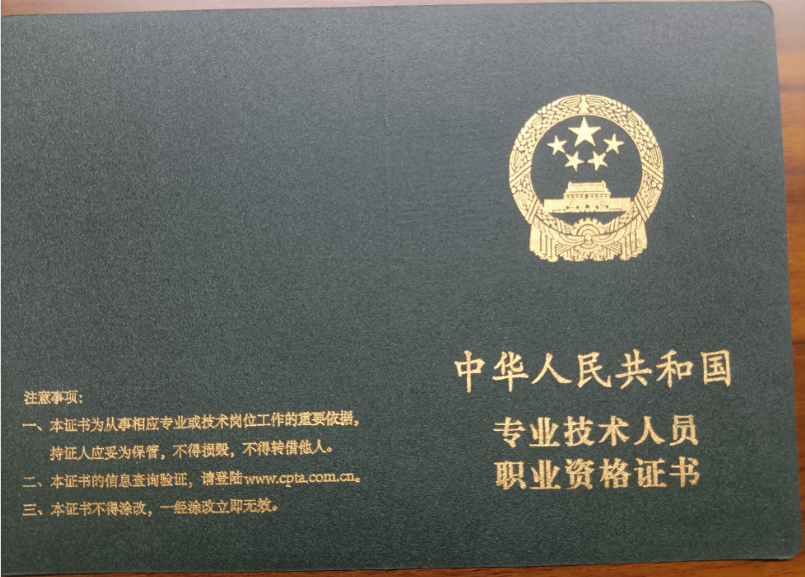 中华人民共和国
专业技术人员
职业资格证书
注意事项:
一、本证书为从事相应专业或技术岗位工作的重要依据,
持证人应妥为保管,不得损毁,不得转借他人。
二、本证书的信息查询验证,请登陆www.cpta.com.cn。
三、本证书不得涂改,一经涂改立即无效。